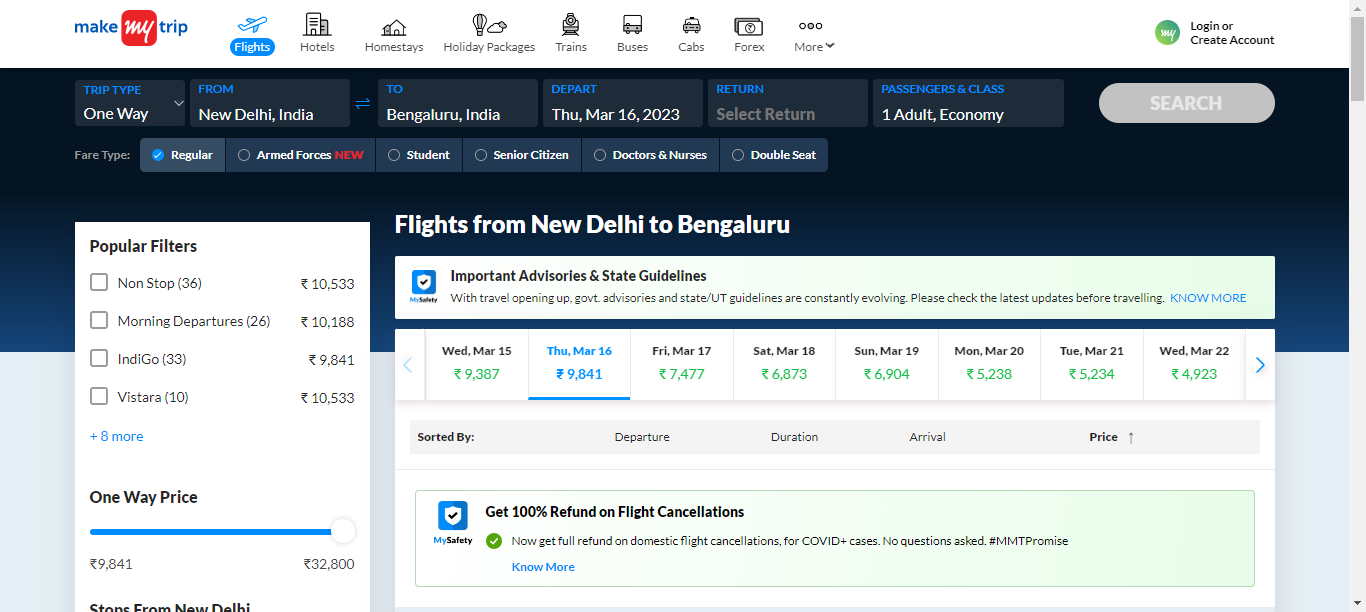 make my trip
Flights
Hotels
Homestays
Holiday Packages
Trains
Buses
Cabs
Forex
More
my
Login or
Create Account
TRIP TYPE
One Way
FROM
New Delhi, India
TO
Bengaluru, India
DEPART
Thu, Mar 16, 2023
RETURN
Select Return
PASSENGERS & CLASS
1 Adult, Economy
SEARCH
Fare Type:
Regular
Armed Forces NEW
Student
Senior Citizen
Doctors & Nurses
Double Seat
Flights from New Delhi to Bengaluru
Popular Filters
Non Stop (36) ₹ 10,533
Morning Departures (26) ₹ 10,188
IndiGo (33) ₹ 9,841
Vistara (10) ₹ 10,533
+ 8 more
One Way Price
₹9,841 ₹32,800
Stops From New Delhi
MySafety
Important Advisories & State Guidelines
With travel opening up, govt. advisories and state/UT guidelines are constantly evolving. Please check the latest updates before travelling. KNOW MORE
Wed, Mar 15
₹ 9,387
Thu, Mar 16
₹ 9,841
Fri, Mar 17
₹ 7,477
Sat, Mar 18
₹ 6,873
Sun, Mar 19
₹ 6,904
Mon, Mar 20
₹ 5,238
Tue, Mar 21
₹ 5,234
Wed, Mar 22
₹ 4,923
Sorted By: Departure Duration Arrival Price ↑
MySafety
Get 100% Refund on Flight Cancellations
Now get full refund on domestic flight cancellations, for COVID+ cases. No questions asked. #MMTPromise
Know More